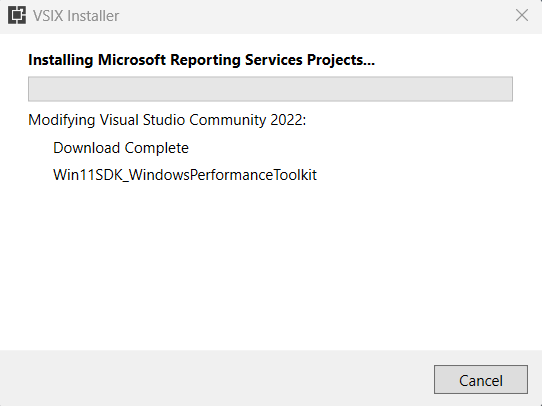 VSIX Installer
Installing Microsoft Reporting Services Projects...
Modifying Visual Studio Community 2022:
Download Complete
Win11SDK_WindowsPerformanceToolkit
Cancel